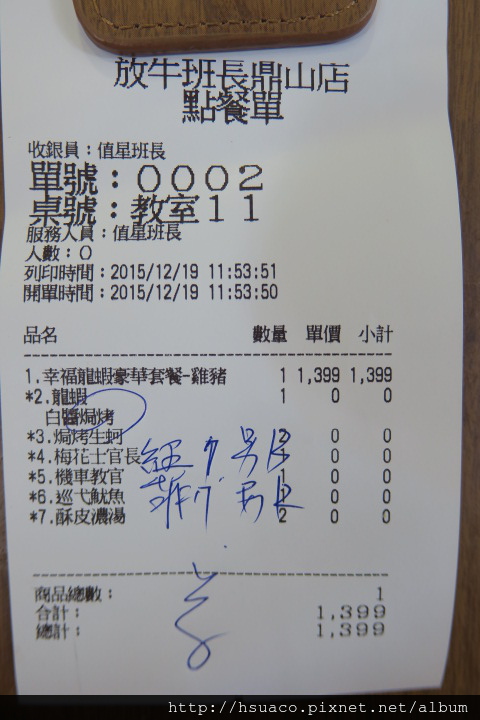 放牛班長鼎山店
點餐單
收銀員：值星班長
單號：０００２
桌號：教室１１
服務人員：值星班長
人數：0
列印時間：2015/12/19 11:53:51
開單時間：2015/12/19 11:53:50
品名 數量 單價 小計
1.幸福龍蝦豪華套餐-雞豬 1 1,399 1,399
*2.龍蝦 1 0 0
白醬焗烤
*3.焗烤生蚵 2 0 0
*4.梅花士官長 0 0
*5.機車教官 1 0 0
*6.巡弋魷魚 0 0
*7.酥皮濃湯 2 0 0
商品總數： 1
合計： 1,399
總計： 1,399
http://hsuaco.pixnet.net/album